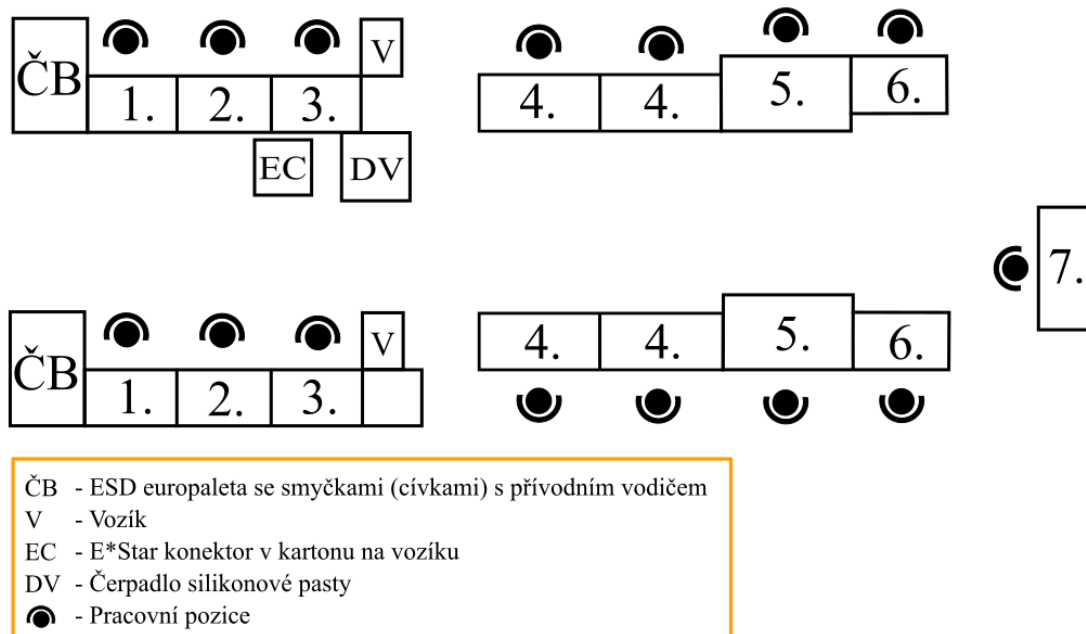 ČB 1. 2. 3. V
EC DV
4. 4. 5. 6.
7.
ČB 1. 2. 3. V
4. 4. 5. 6.
ČB - ESD europaleta se smyčkami (cívkami) s přívodním vodičem
V - Vozík
EC - E*Star konektor v kartonu na vozíku
DV - Čerpadlo silikonové pasty
- Pracovní pozice